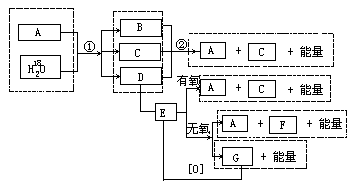 A
B
①
C
②
A + C + 能量
H₂¹⁸O
D
有氧
A + C + 能量
E
无氧
A + F + 能量
G + 能量
[O]